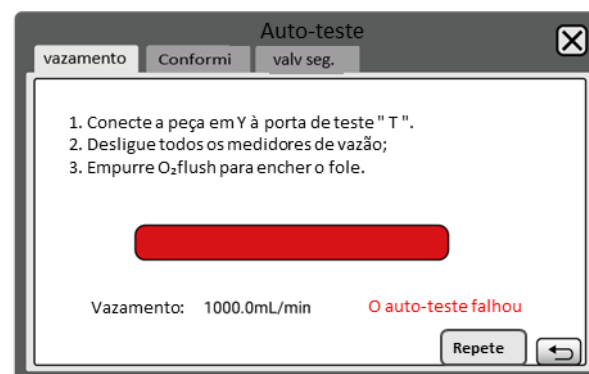 Auto-teste
vazamento Conformi valv seg.
1. Conecte a peça em Y à porta de teste " T ".
2. Desligue todos os medidores de vazão;
3. Empurre O₂flush para encher o fole.
Vazamento: 1000.0mL/min O auto-teste falhou
Repete